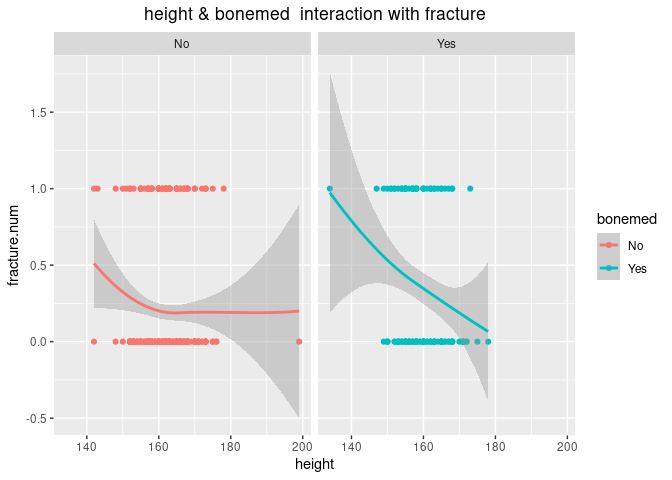 height & bonemed  interaction with fracture
No
Yes
1.5
1.0
0.5
0.0
-0.5
fracture.num
140
160
180
200
140
160
180
200
height
bonemed
No
Yes